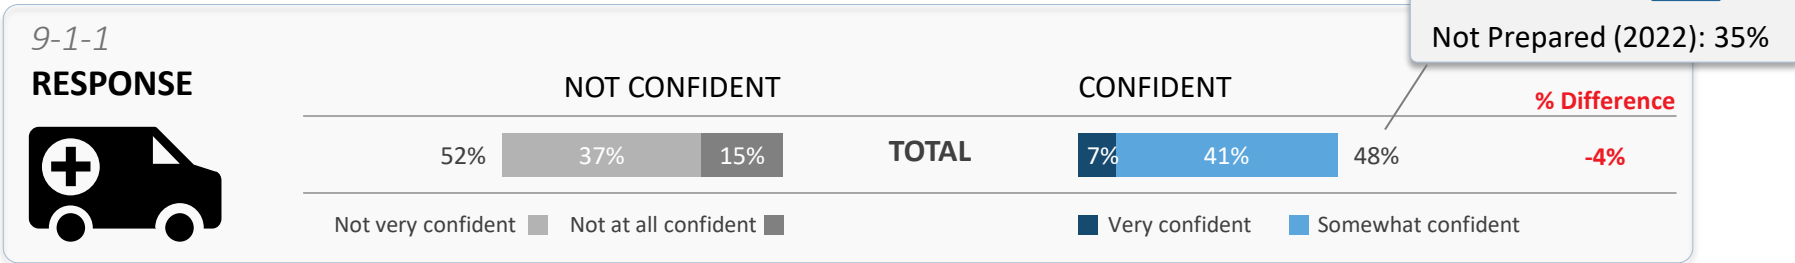 Not Prepared (2022): 35%
9-1-1
RESPONSE
NOT CONFIDENT
CONFIDENT
% Difference
52% 37% 15% TOTAL 7% 41% 48% -4%
Not very confident Not at all confident Very confident Somewhat confident